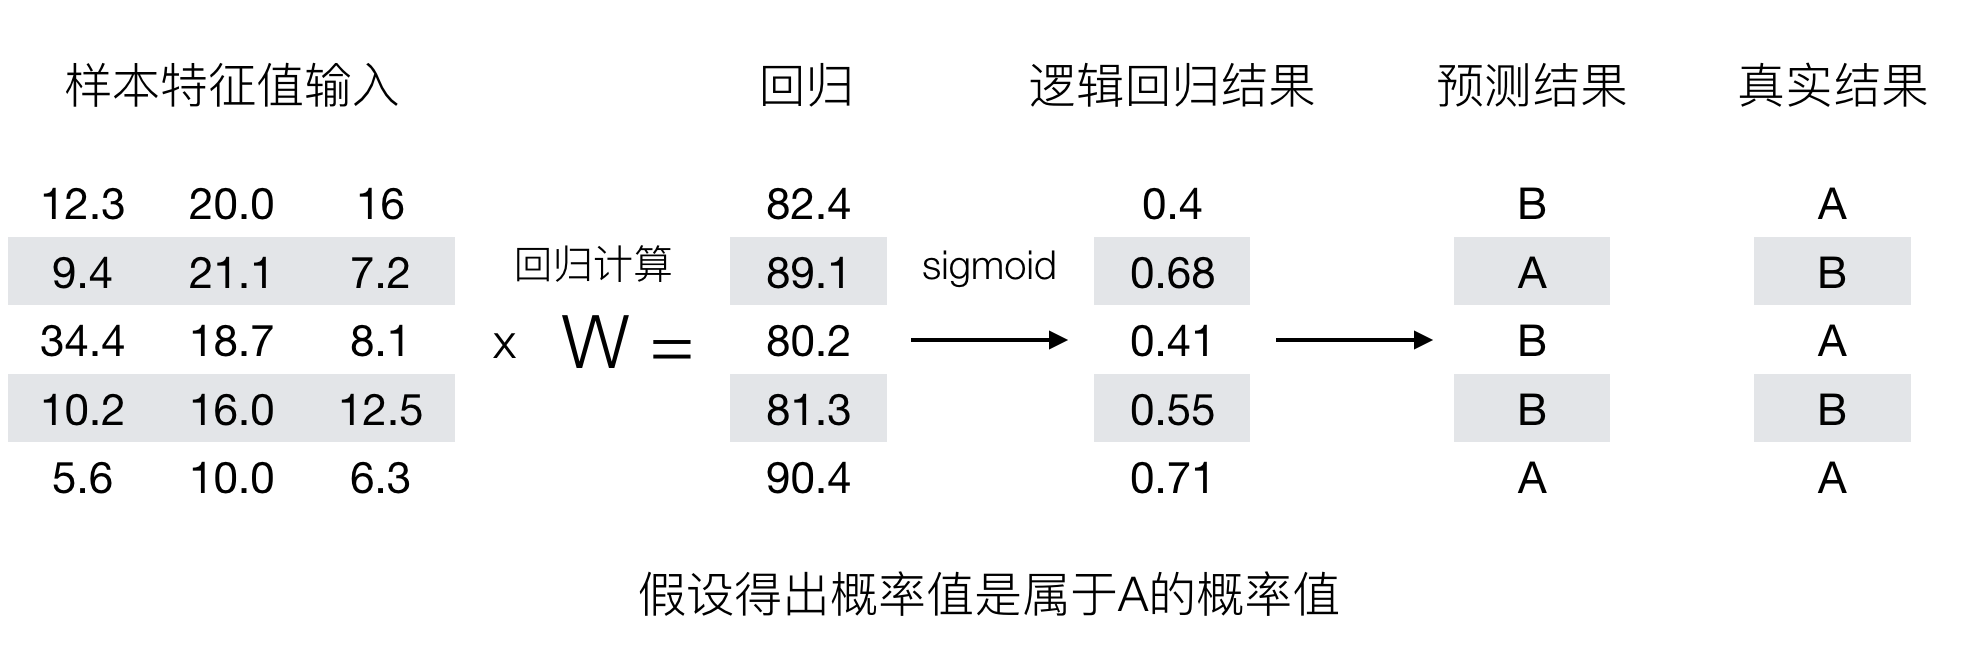 样本特征值输入 回归 逻辑回归结果 预测结果 真实结果
12.3 20.0 16 82.4 0.4 B A
9.4 21.1 7.2 回归计算 89.1 sigmoid 0.68 A B
34.4 18.7 8.1 x W = 80.2 0.41 B A
10.2 16.0 12.5 81.3 0.55 B B
5.6 10.0 6.3 90.4 0.71 A A
假设得出概率值是属于A的概率值